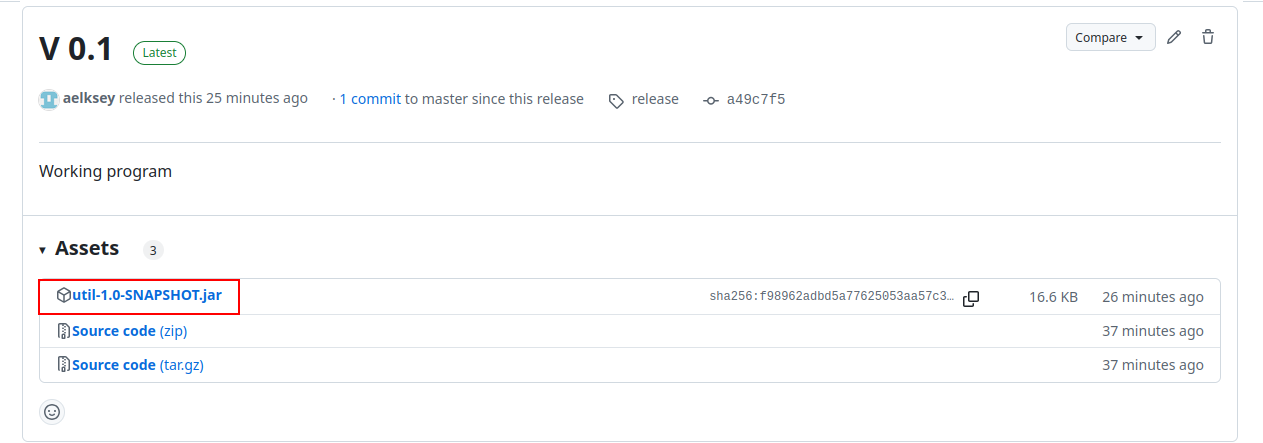 V 0.1 Latest Compare
aelksey released this 25 minutes ago · 1 commit to master since this release release a49c7f5
Working program
Assets 3
util-1.0-SNAPSHOT.jar sha256:f98962adbd5a77625053aa57c3… 16.6 KB 26 minutes ago
Source code (zip) 37 minutes ago
Source code (tar.gz) 37 minutes ago